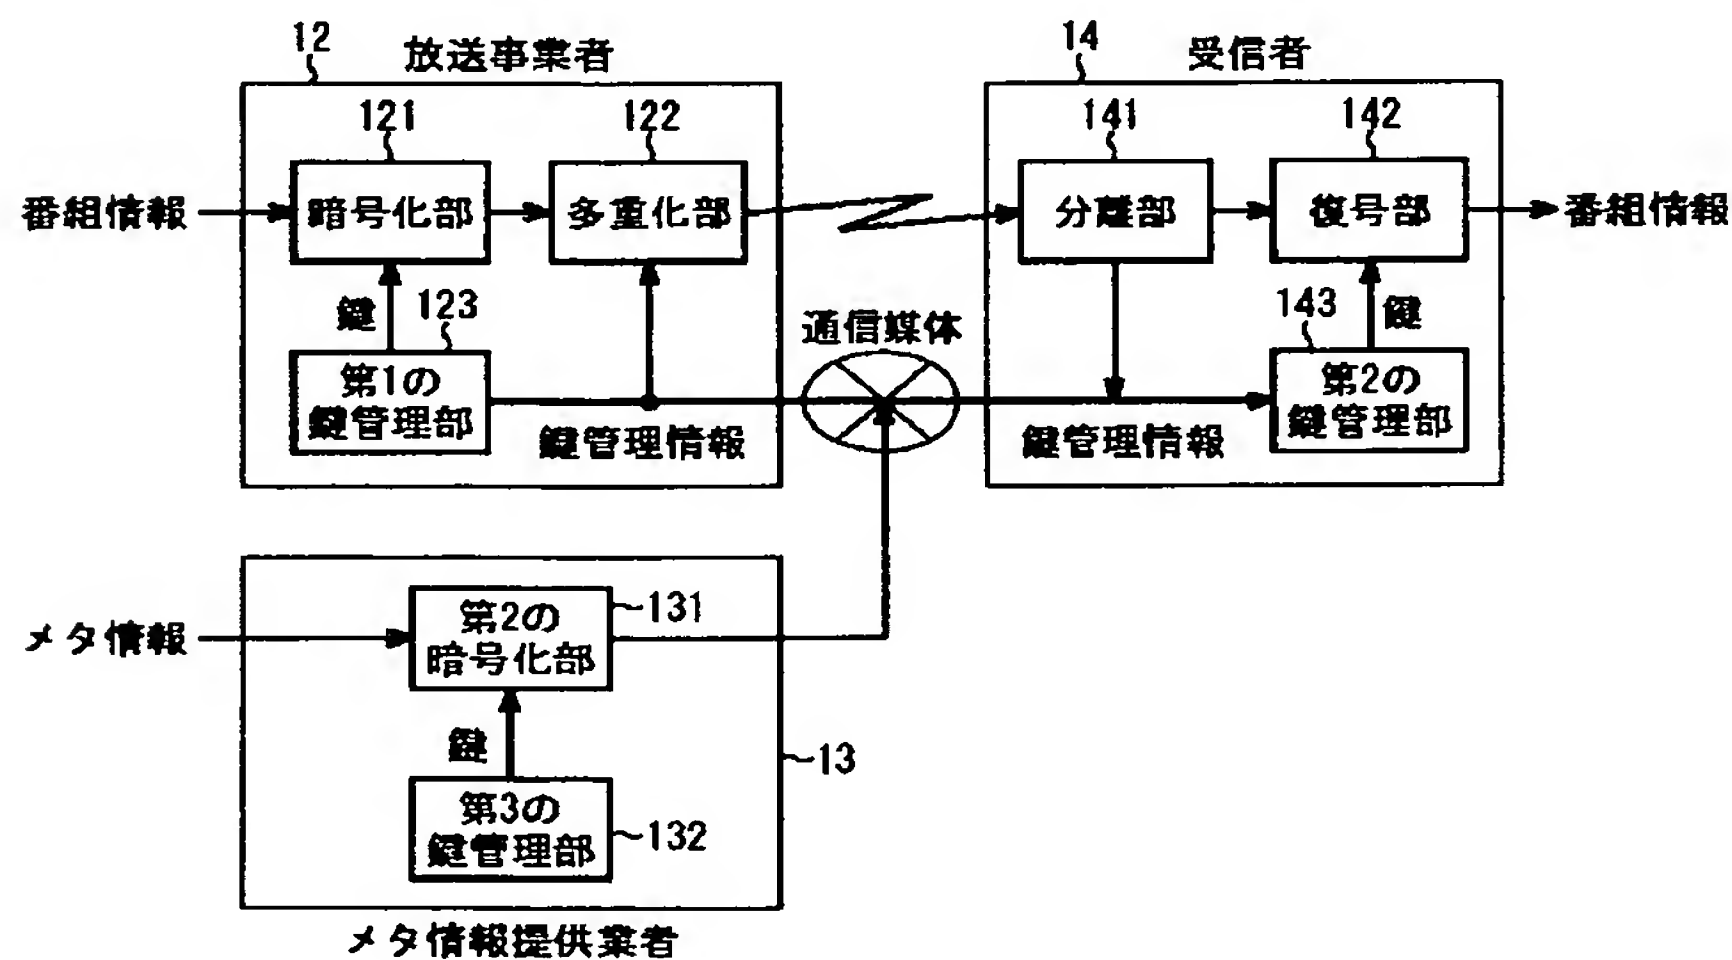 12
放送事業者
14
受信者
121
122
141
142
番組情報
暗号化部
多重化部
分離部
復号部
番組情報
鍵
123
通信媒体
143
鍵
第1の
鍵管理部
第2の
鍵管理部
鍵管理情報
鍵管理情報
メタ情報
第2の
暗号化部
131
鍵
13
第3の
鍵管理部
132
メタ情報提供業者